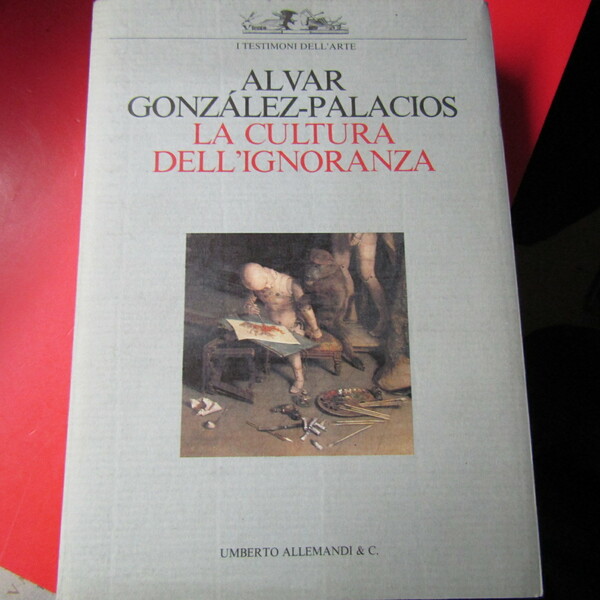 I TESTIMONI DELL'ARTE
ALVAR
GONZÁLEZ-PALACIOS
LA CULTURA
DELL'IGNORANZA
UMBERTO ALLEMANDI & C.